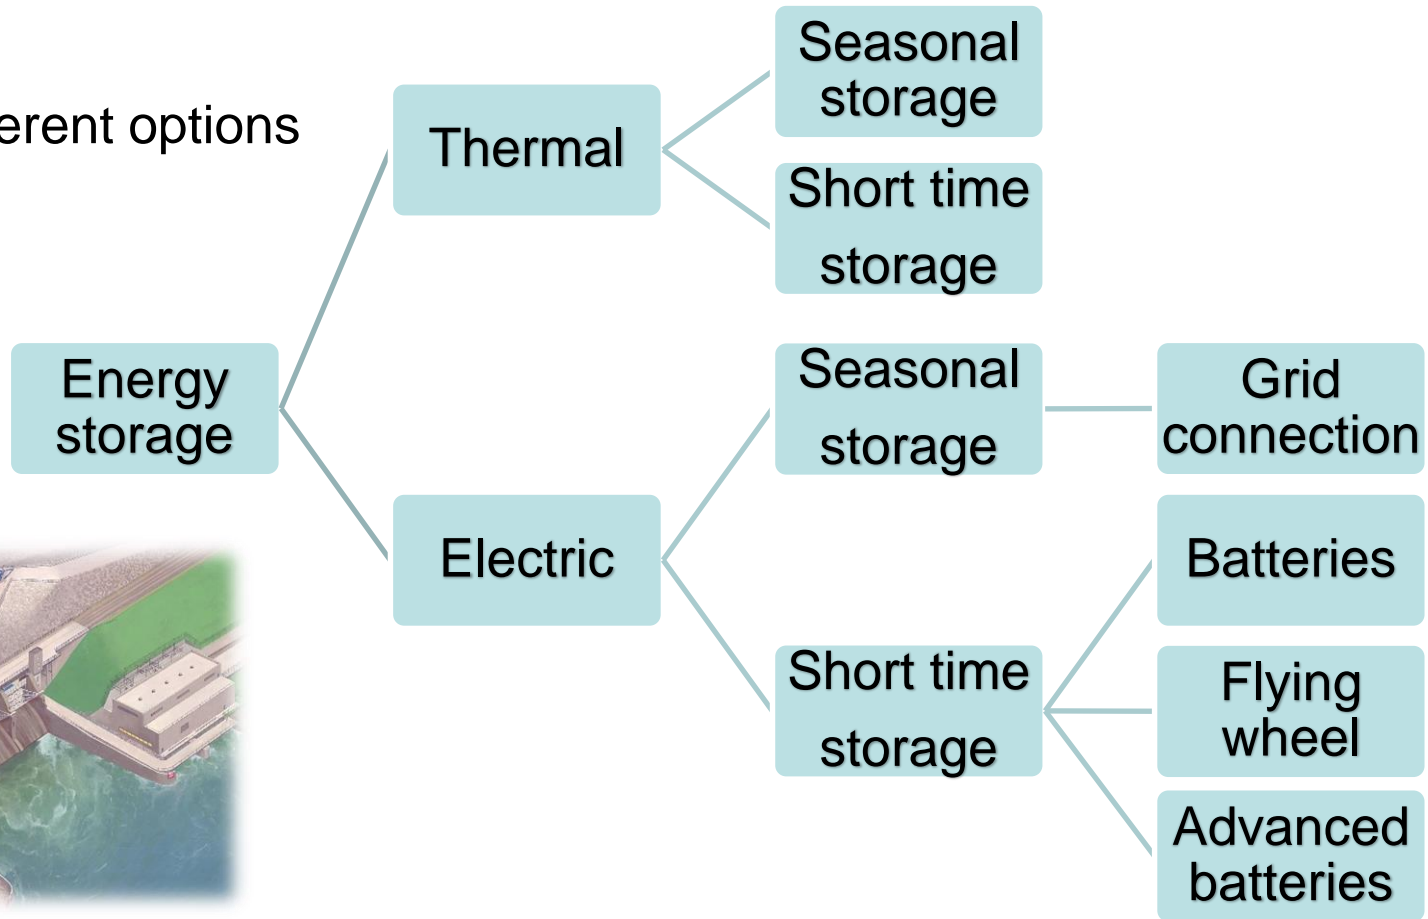 options
Thermal
Seasonal
storage
Short time
storage
Energy
storage
Electric
Seasonal
storage
Grid
connection
Short time
storage
Batteries
Flying
wheel
Advanced
batteries